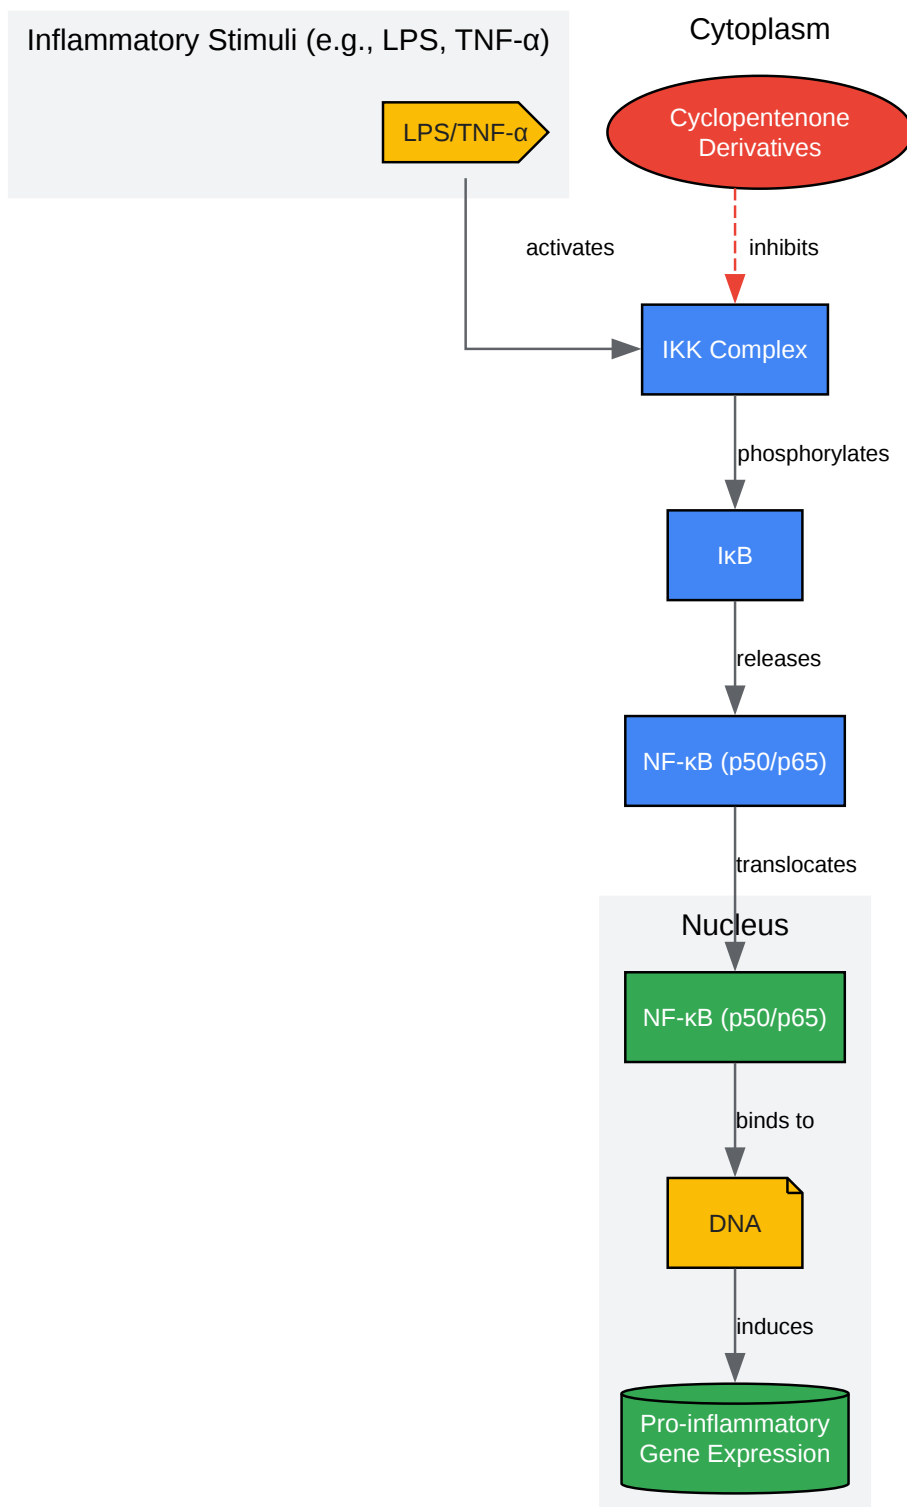 Inflammatory Stimuli (e.g., LPS, TNF-α)
Cytoplasm
LPS/TNF-α
Cyclopentenone
Derivatives
activates
inhibits
IKK Complex
phosphorylates
IκB
releases
NF-κB (p50/p65)
translocates
Nucleus
NF-κB (p50/p65)
binds to
DNA
induces
Pro-inflammatory
Gene Expression